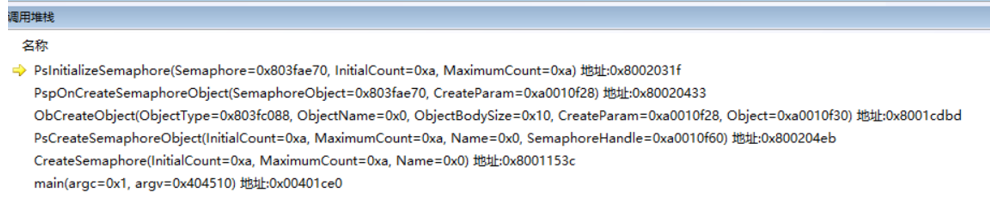 调用堆栈
名称
PsInitializeSemaphore(Semaphore=0x803fae70, InitialCount=0xa, MaximumCount=0xa) 地址:0x8002031f
PspOnCreateSemaphoreObject(SemaphoreObject=0x803fae70, CreateParam=0xa0010f28) 地址:0x80020433
ObCreateObject(ObjectType=0x803fc088, ObjectName=0x0, ObjectBodySize=0x10, CreateParam=0xa0010f28, Object=0xa0010f30) 地址:0x8001cdbd
PsCreateSemaphoreObject(InitialCount=0xa, MaximumCount=0xa, Name=0x0, SemaphoreHandle=0xa0010f60) 地址:0x800204eb
CreateSemaphore(InitialCount=0xa, MaximumCount=0xa, Name=0x0) 地址:0x8001153c
main(argc=0x1, argv=0x404510) 地址:0x00401ce0